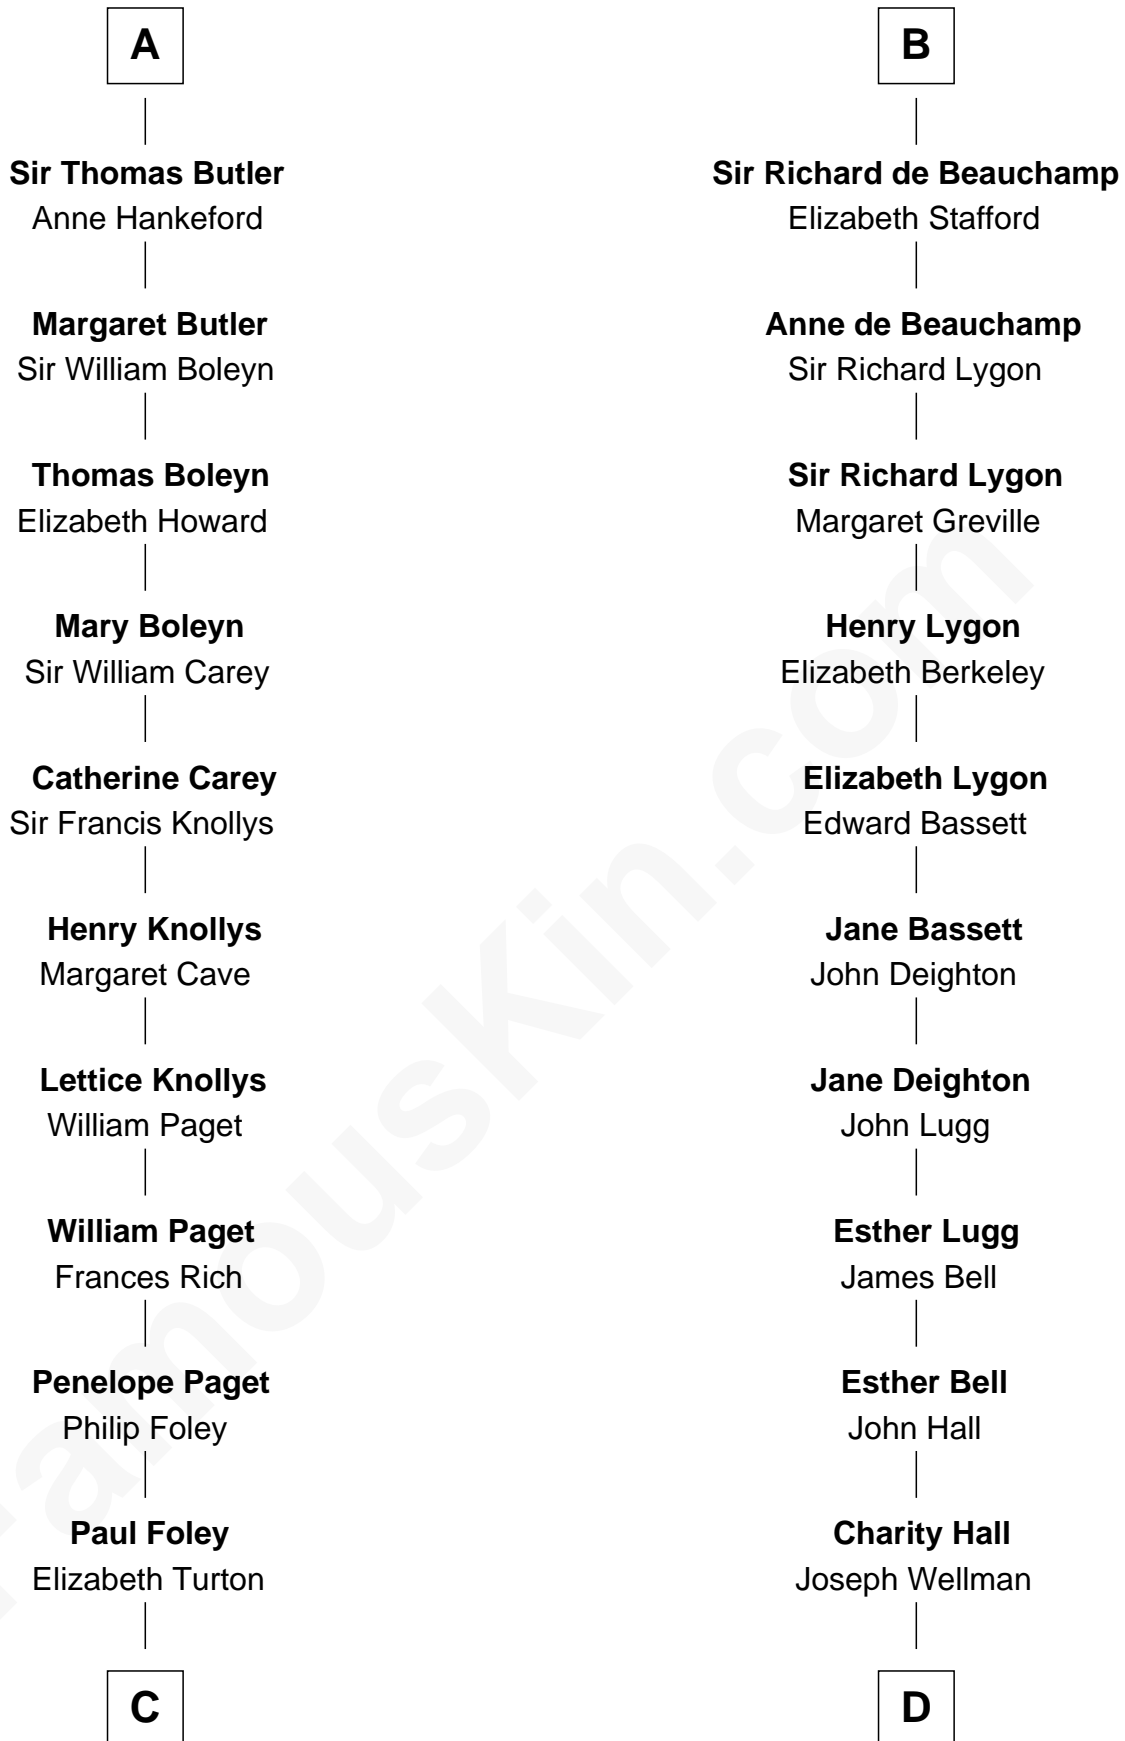 A
Sir Thomas Butler
Anne Hankeford
Margaret Butler
Sir William Boleyn
Thomas Boleyn
Elizabeth Howard
Mary Boleyn
Sir William Carey
Catherine Carey
Sir Francis Knollys
Henry Knollys
Margaret Cave
Lettice Knollys
William Paget
William Paget
Frances Rich
Penelope Paget
Philip Foley
Paul Foley
Elizabeth Turton
C
B
Sir Richard de Beauchamp
Elizabeth Stafford
Anne de Beauchamp
Sir Richard Lygon
Sir Richard Lygon
Margaret Greville
Henry Lygon
Elizabeth Berkeley
Elizabeth Lygon
Edward Bassett
Jane Bassett
John Deighton
Jane Deighton
John Lugg
Esther Lugg
James Bell
Esther Bell
John Hall
Charity Hall
Joseph Wellman
D
FamousKin.com